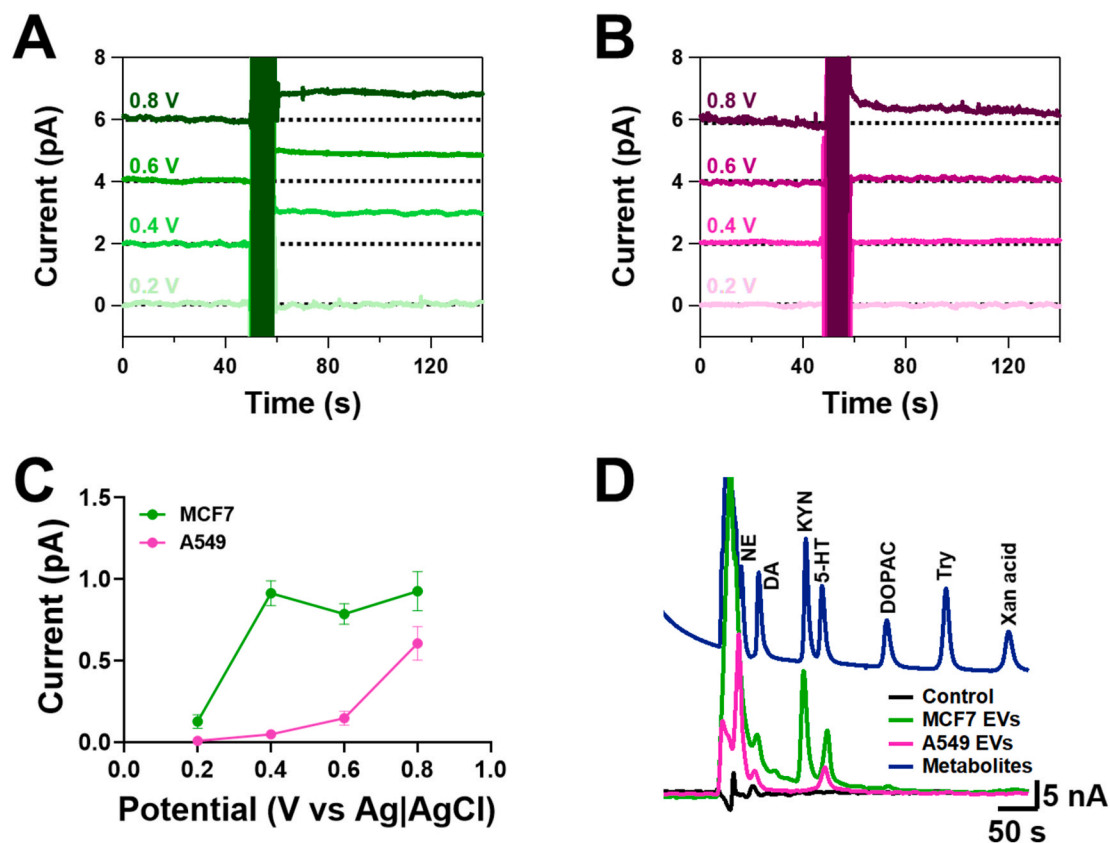 A
B
8
6
4
2
0
Current (pA)
0.8 V
0.6 V
0.4 V
0.2 V
0
40
80
120
Time (s)
8
6
4
2
0
Current (pA)
0.8 V
0.6 V
0.4 V
0.2 V
0
40
80
120
Time (s)
C
D
1.5
1.0
0.5
0.0
Current (pA)
MCF7
A549
0.0
0.2
0.4
0.6
0.8
1.0
Potential (V vs Ag|AgCl)
NE
DA
KYN
5-HT
DOPAC
Try
Xan acid
Control
MCF7 EVs
A549 EVs
Metabolites
5 nA
50 s